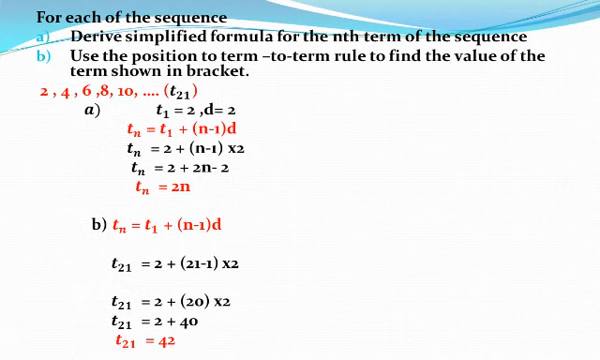 For each of the sequence
a) Derive simplified formula for the nth term of the sequence
b) Use the position to term –to-term rule to find the value of the
term shown in bracket.
2 , 4 , 6 ,8, 10, .... (t₂₁)
a) t₁ = 2 ,d= 2
tₙ = t₁ + (n-1)d
tₙ = 2 + (n-1) x2
tₙ = 2 + 2n- 2
tₙ = 2n
b) tₙ = t₁ + (n-1)d
t₂₁ = 2 + (21-1) x2
t₂₁ = 2 + (20) x2
t₂₁ = 2 + 40
t₂₁ = 42